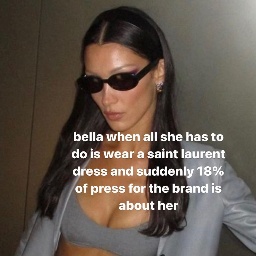 bella when all she has to
do is wear a saint laurent
dress and suddenly 18%
of press for the brand is
about her